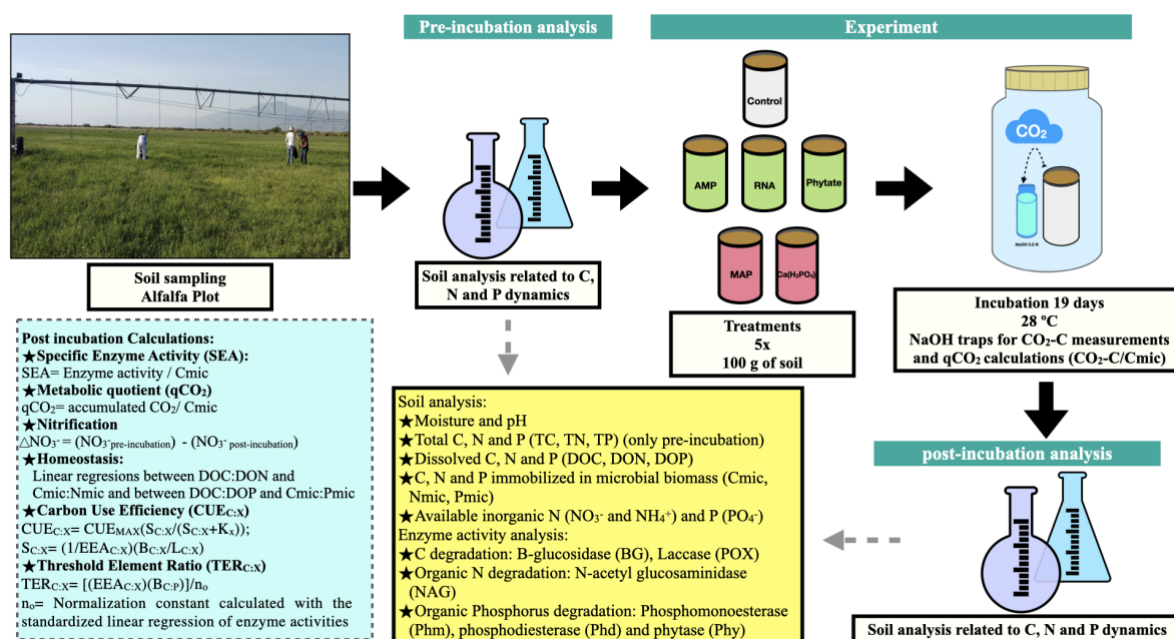 Pre-incubation analysis
Experiment
Control
AMP
RNA
Phytate
MAP
Ca(H₂PO₄)
CO₂
NaOH 0.5 N
Soil sampling
Alfalfa Plot
Soil analysis related to C,
N and P dynamics
Treatments
5x
100 g of soil
Incubation 19 days
28 ºC
NaOH traps for CO₂-C measurements
and qCO₂ calculations (CO₂-C/Cmic)
Post incubation Calculations:
★Specific Enzyme Activity (SEA):
SEA= Enzyme activity / Cmic
★Metabolic quotient (qCO₂)
qCO₂= accumulated CO₂/ Cmic
★Nitrification
△NO₃⁻ = (NO₃⁻pre-incubation) - (NO₃⁻ post-incubation)
★Homeostasis:
Linear regresions between DOC:DON and
Cmic:Nmic and between DOC:DOP and Cmic:Pmic
★Carbon Use Efficiency (CUEC:X)
CUEC:X= CUEMAX(SC:X/(SC:X+Kx));
SC:X= (1/EEAC:X)(BC:X/LC:X)
★Threshold Element Ratio (TERC:X)
TERC:X= [(EEAC:X)(BC:P)]/n₀
n₀= Normalization constant calculated with the
standardized linear regression of enzyme activities
Soil analysis:
★Moisture and pH
★Total C, N and P (TC, TN, TP) (only pre-incubation)
★Dissolved C, N and P (DOC, DON, DOP)
★C, N and P immobilized in microbial biomass (Cmic,
Nmic, Pmic)
★Available inorganic N (NO₃⁻ and NH₄⁺) and P (PO₄⁻)
Enzyme activity analysis:
★C degradation: B-glucosidase (BG), Laccase (POX)
★Organic N degradation: N-acetyl glucosaminidase
(NAG)
★Organic Phosphorus degradation: Phosphomonoesterase
(Phm), phosphodiesterase (Phd) and phytase (Phy)
post-incubation analysis
Soil analysis related to C, N and P dynamics